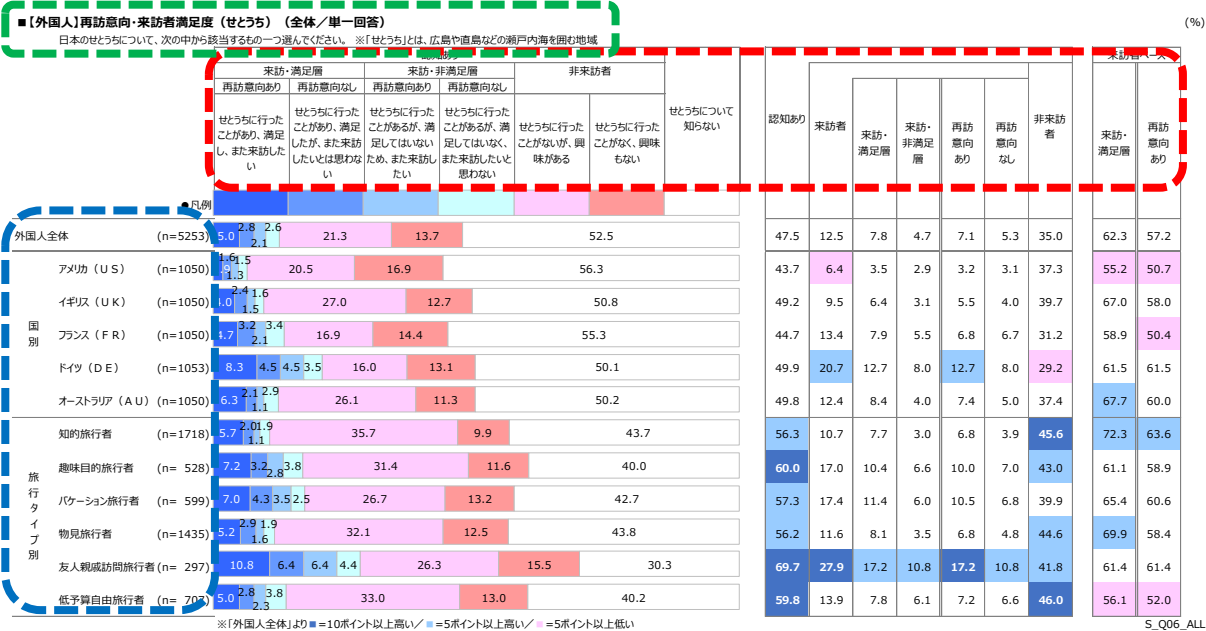 ■【外国人】再訪意向・来訪者満足度（せとうち）（全体／単一回答）
(%)
日本のせとうちについて、次の中から該当するもの一つ選んでください。 ※「せとうち」とは、広島や直島などの瀬戸内海を囲む地域
来訪者ベース
来訪・満足層 来訪・非満足層 非来訪者
再訪意向あり 再訪意向なし 再訪意向あり 再訪意向なし
せとうちに行ったことがあり、満足し、また来訪したい
せとうちに行ったことがあり、満足したが、また来訪したいとは思わない
せとうちに行ったことがあるが、満足してはいないため、また来訪したい
せとうちに行ったことがあるが、満足してはなく、また来訪したいと思わない
せとうちに行ったことがないが、興味がある
せとうちに行ったことがなく、興味もない
せとうちについて知らない
認知あり 来訪者 来訪・満足層 来訪・非満足層 再訪意向あり 再訪意向なし 非来訪者 来訪・満足層 再訪意向あり
●凡例
外国人全体 (n=5253) 5.0 2.8 2.1 2.6 21.3 13.7 52.5 47.5 12.5 7.8 4.7 7.1 5.3 35.0 62.3 57.2
国別
アメリカ（ＵＳ） (n=1050) 1.6 1.3 1.5 20.5 16.9 56.3 43.7 6.4 3.5 2.9 3.2 3.1 37.3 55.2 50.7
イギリス（ＵＫ） (n=1050) 4.0 2.4 1.5 1.6 27.0 12.7 50.8 49.2 9.5 6.4 3.1 5.5 4.0 39.7 67.0 58.0
フランス（ＦＲ） (n=1050) 4.7 3.2 2.1 3.4 16.9 14.4 55.3 44.7 13.4 7.9 5.5 6.8 6.7 31.2 58.9 50.4
ドイツ（ＤＥ） (n=1053) 8.3 4.5 4.5 3.5 16.0 13.1 50.1 49.9 20.7 12.7 8.0 12.7 8.0 29.2 61.5 61.5
オーストラリア（ＡＵ） (n=1050) 6.3 2.1 1.1 2.9 26.1 11.3 50.2 49.8 12.4 8.4 4.0 7.4 5.0 37.4 67.7 60.0
旅行タイプ別
知的旅行者 (n=1718) 5.7 2.0 1.1 1.9 35.7 9.9 43.7 56.3 10.7 7.7 3.0 6.8 3.9 45.6 72.3 63.6
趣味目的旅行者 (n= 528) 7.2 3.2 2.8 3.8 31.4 11.6 40.0 60.0 17.0 10.4 6.6 10.0 7.0 43.0 61.1 58.9
バケーション旅行者 (n= 599) 7.0 4.3 3.5 2.5 26.7 13.2 42.7 57.3 17.4 11.4 6.0 10.5 6.8 39.9 65.4 60.6
物見旅行者 (n=1435) 5.2 2.9 1.6 1.9 32.1 12.5 43.8 56.2 11.6 8.1 3.5 6.8 4.8 44.6 69.9 58.4
友人親戚訪問旅行者 (n= 297) 10.8 6.4 6.4 4.4 26.3 15.5 30.3 69.7 27.9 17.2 10.8 17.2 10.8 41.8 61.4 61.4
低予算自由旅行者 (n= 707) 5.0 2.8 2.3 3.8 33.0 13.0 40.2 59.8 13.9 7.8 6.1 7.2 6.6 46.0 56.1 52.0
※「外国人全体」より■=10ポイント以上高い／■=5ポイント以上高い／■=5ポイント以上低い
S_Q06_ALL